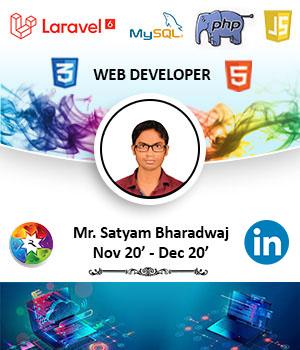 Laravel 6
MySQL
php
JS
3
WEB DEVELOPER
5
Mr. Satyam Bharadwaj
Nov 20’ - Dec 20’
in